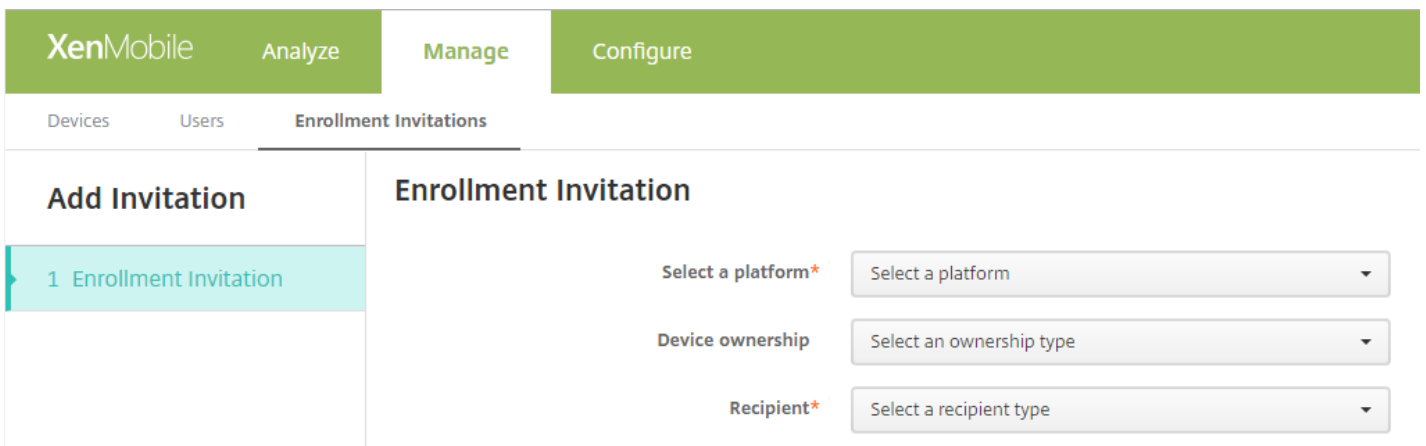 XenMobile Analyze Manage Configure
Devices Users Enrollment Invitations
Add Invitation
1 Enrollment Invitation
Enrollment Invitation
Select a platform* Select a platform
Device ownership Select an ownership type
Recipient* Select a recipient type